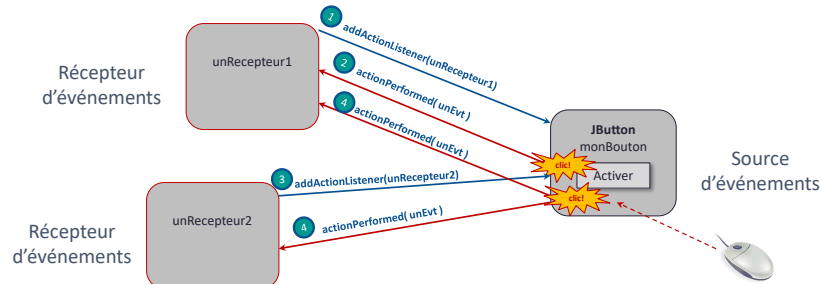 1 addActionListener(unRecepteur1)
unRecepteur1
2 actionPerformed( unEvt )
Récepteur
d'événements
4 actionPerformed( unEvt )
JButton
monBouton
clic!
Activer
Source
d'événements
3 addActionListener(unRecepteur2)
clic!
unRecepteur2
4 actionPerformed( unEvt )
Récepteur
d'événements